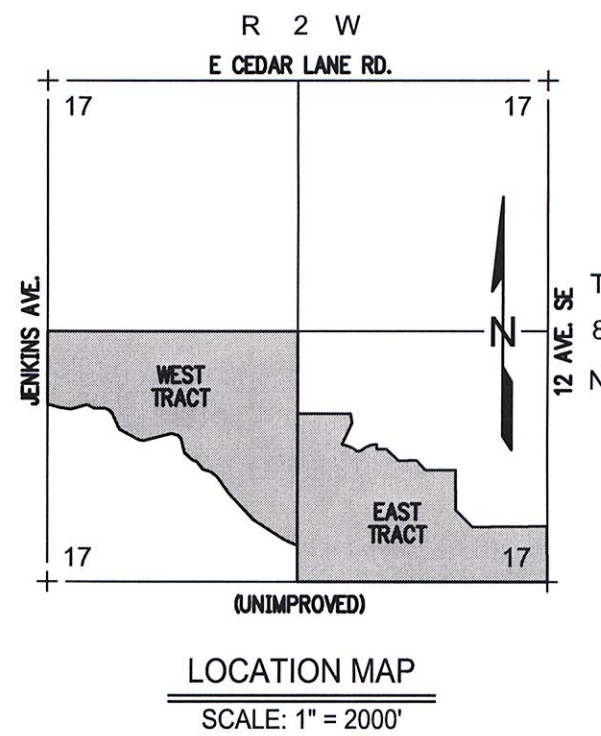 R 2 W
E CEDAR LANE RD.
17
17
JENKINS AVE.
12 AVE. SE
T
8
N
N
WEST
TRACT
EAST
TRACT
17
17
(UNIMPROVED)
LOCATION MAP
SCALE: 1" = 2000'